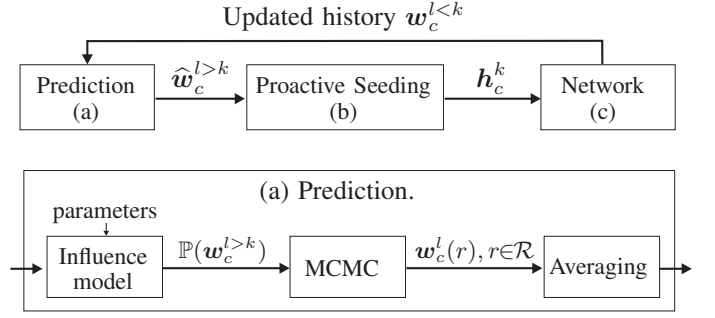 Updated history w_c^{l<k}
Prediction (a)
ŵ_c^{l>k}
Proactive Seeding (b)
h_c^k
Network (c)
(a) Prediction.
parameters
Influence model
ℙ(w_c^{l>k})
MCMC
w_c^l(r), r∈ℛ
Averaging